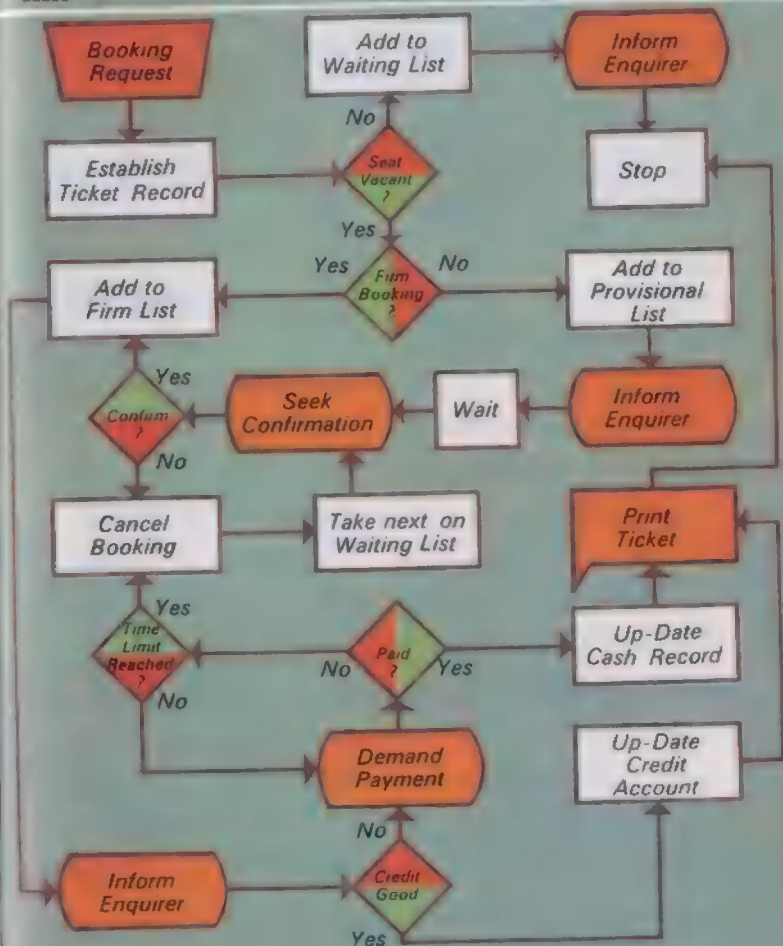 Booking
Request
Add to
Waiting List
Inform
Enquirer
No
Establish
Ticket Record
Seat
Vacant
?
Stop
Yes
Add to
Firm List
Yes
Firm
Booking
?
No
Add to
Provisional
List
Yes
Confirm
?
No
Seek
Confirmation
Wait
Inform
Enquirer
Cancel
Booking
Take next on
Waiting List
Print
Ticket
Yes
Time
Limit
Reached
?
No
No
Paid
?
Yes
Up-Date
Cash Record
Demand
Payment
Up-Date
Credit
Account
No
Inform
Enquirer
Credit
Good
Yes